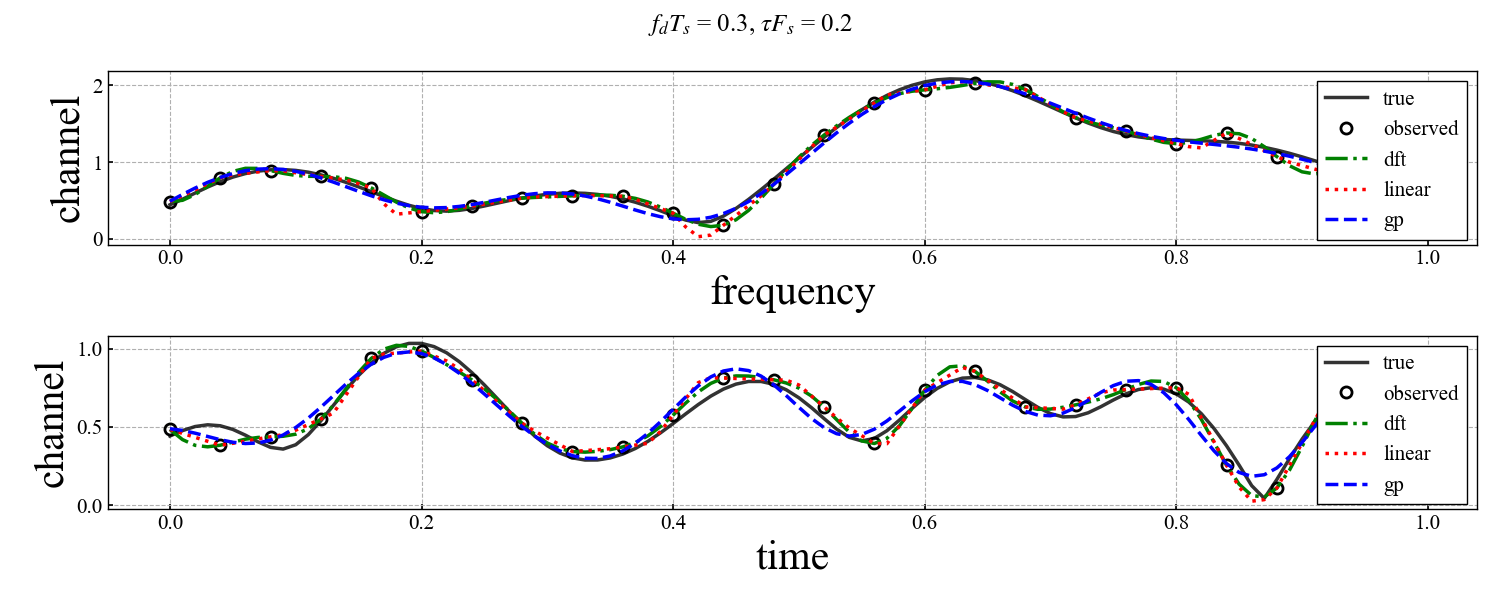 f_d T_s = 0.3, τF_s = 0.2
channel
2
1
0
true
observed
dft
linear
gp
0.0 0.2 0.4 0.6 0.8 1.0
frequency
channel
1.0
0.5
0.0
true
observed
dft
linear
gp
0.0 0.2 0.4 0.6 0.8 1.0
time